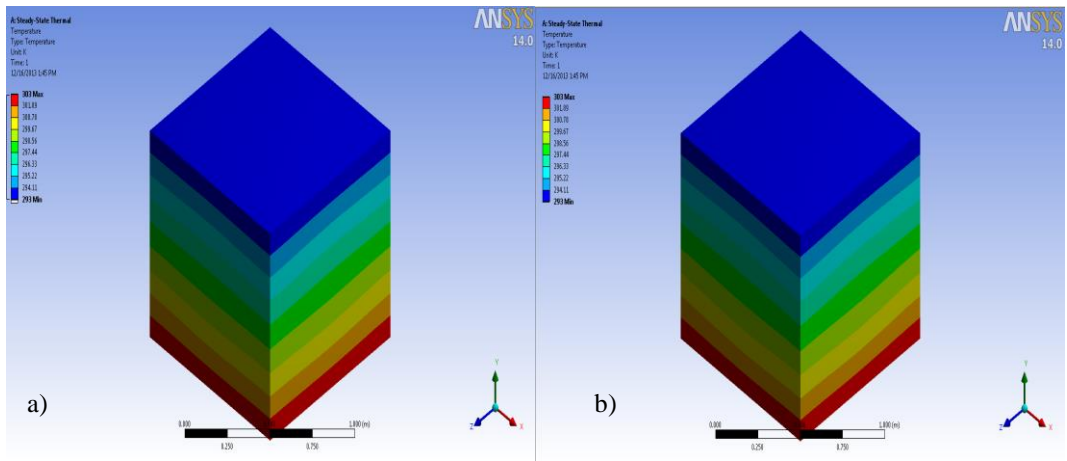 A: Steady-State Thermal
Temperature
Type: Temperature
Unit: K
Time: 1
12/16/2013 1:45 PM
303 Max
301.89
300.78
299.67
298.56
297.44
296.33
295.22
294.11
293 Min
ANSYS
14.0
a)
0.000
1.000 (m)
0.250
0.750
Y
Z
X
A: Steady-State Thermal
Temperature
Type: Temperature
Unit: K
Time: 1
12/16/2013 1:45 PM
303 Max
301.89
300.78
299.67
298.56
297.44
296.33
295.22
294.11
293 Min
ANSYS
14.0
b)
0.000
1.000 (m)
0.250
0.750
Y
Z
X